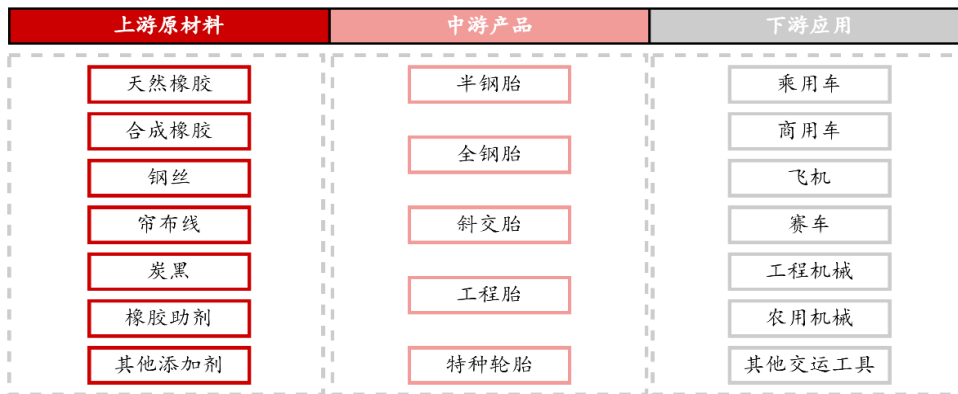 上游原材料
中游产品
下游应用
天然橡胶
合成橡胶
钢丝
帘布线
炭黑
橡胶助剂
其他添加剂
半钢胎
全钢胎
斜交胎
工程胎
特种轮胎
乘用车
商用车
飞机
赛车
工程机械
农用机械
其他交运工具